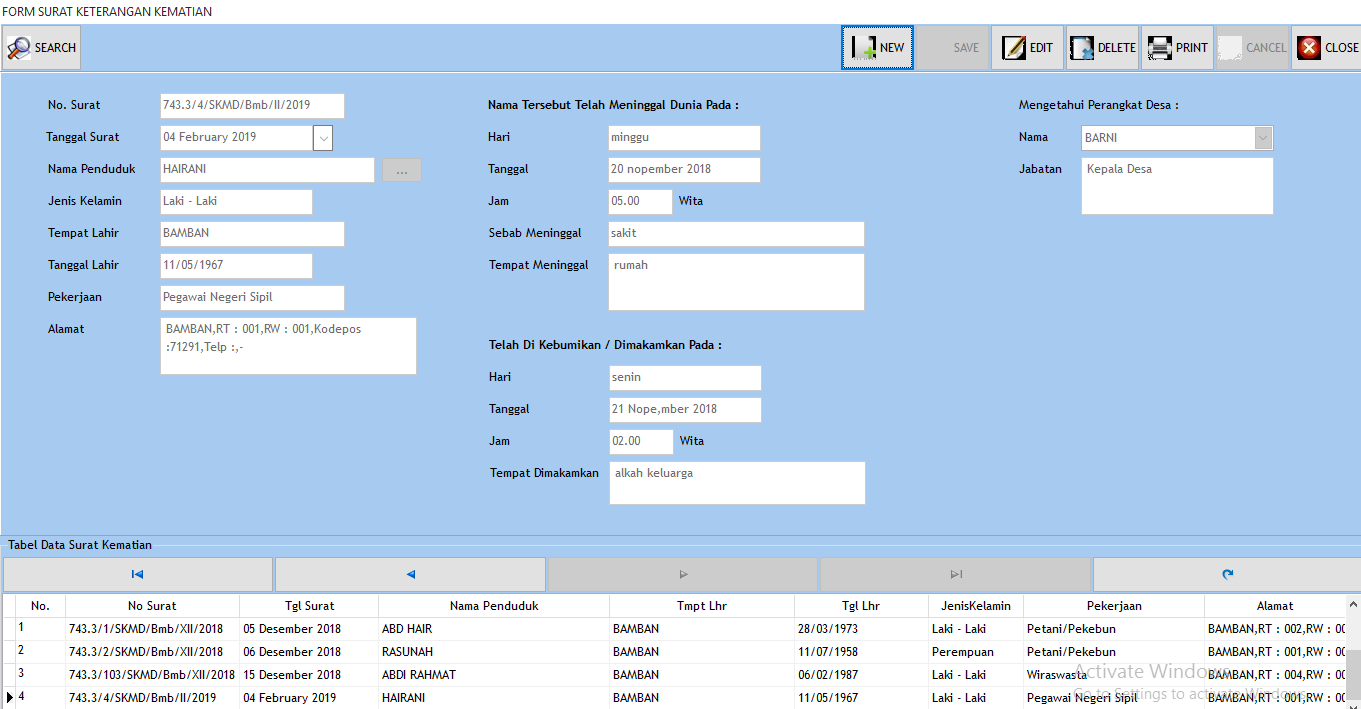 FORM SURAT KETERANGAN KEMATIAN
SEARCH NEW SAVE EDIT DELETE PRINT CANCEL CLOSE
No. Surat 743.3/4/SKMD/Bmb/II/2019
Tanggal Surat 04 February 2019
Nama Penduduk HAIRANI ...
Jenis Kelamin Laki - Laki
Tempat Lahir BAMBAN
Tanggal Lahir 11/05/1967
Pekerjaan Pegawai Negeri Sipil
Alamat BAMBAN,RT : 001,RW : 001,Kodepos
:71291,Telp :,-
Nama Tersebut Telah Meninggal Dunia Pada :
Hari minggu
Tanggal 20 nopember 2018
Jam 05.00 Wita
Sebab Meninggal sakit
Tempat Meninggal rumah
Telah Di Kebumikan / Dimakamkan Pada :
Hari senin
Tanggal 21 Nope,mber 2018
Jam 02.00 Wita
Tempat Dimakamkan alkah keluarga
Mengetahui Perangkat Desa :
Nama BARNI
Jabatan Kepala Desa
Tabel Data Surat Kematian
No. No Surat Tgl Surat Nama Penduduk Tmpt Lhr Tgl Lhr JenisKelamin Pekerjaan Alamat
1 743.3/1/SKMD/Bmb/XII/2018 05 Desember 2018 ABD HAIR BAMBAN 28/03/1973 Laki - Laki Petani/Pekebun BAMBAN,RT : 002,RW : 00
2 743.3/2/SKMD/Bmb/XII/2018 06 Desember 2018 RASUNAH BAMBAN 11/07/1958 Perempuan Petani/Pekebun BAMBAN,RT : 001,RW : 00
3 743.3/103/SKMD/Bmb/XII/2018 15 Desember 2018 ABDI RAHMAT BAMBAN 06/02/1987 Laki - Laki Wiraswasta BAMBAN,RT : 004,RW : 00
4 743.3/4/SKMD/Bmb/II/2019 04 February 2019 HAIRANI BAMBAN 11/05/1967 Laki - Laki Pegawai Negeri Sipil BAMBAN,RT : 001,RW : 00
Activate Windows
Go to Settings to activate Windows.